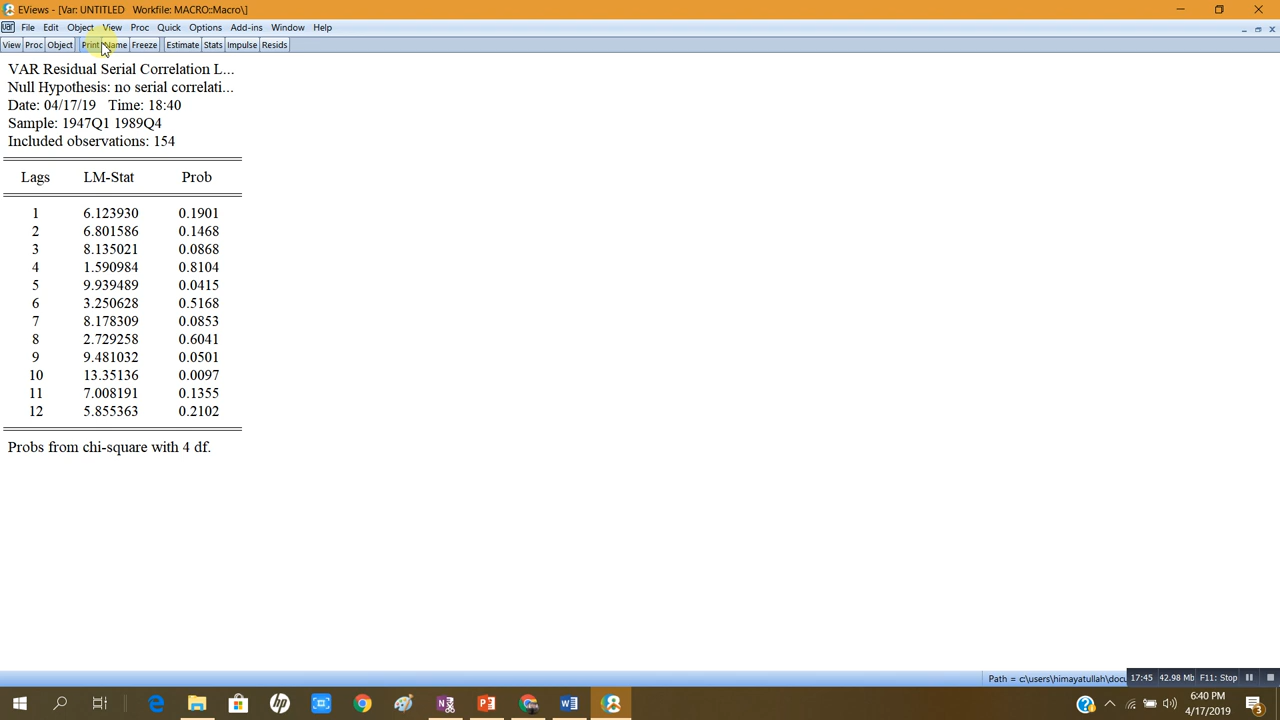 EViews - [Var: UNTITLED   Workfile: MACRO::Macro\]
File Edit Object View Proc Quick Options Add-ins Window Help
View Proc Object Print Name Freeze Estimate Stats Impulse Resids
VAR Residual Serial Correlation L...
Null Hypothesis: no serial correlati...
Date: 04/17/19   Time: 18:40
Sample: 1947Q1 1989Q4
Included observations: 154
Lags LM-Stat Prob
1 6.123930 0.1901
2 6.801586 0.1468
3 8.135021 0.0868
4 1.590984 0.8104
5 9.939489 0.0415
6 3.250628 0.5168
7 8.178309 0.0853
8 2.729258 0.6041
9 9.481032 0.0501
10 13.35136 0.0097
11 7.008191 0.1355
12 5.855363 0.2102
Probs from chi-square with 4 df.
Path = c:\users\himayatullah\docu 17:45 42.98 Mb F11: Stop
6:40 PM
4/17/2019
3